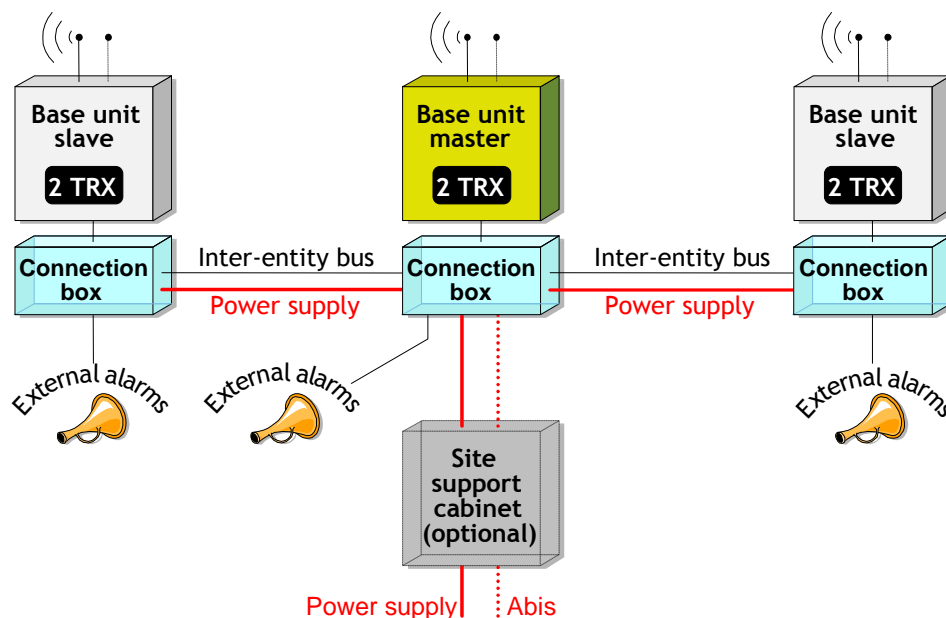 Base unit
slave
2 TRX
Base unit
master
2 TRX
Base unit
slave
2 TRX
Connection
box
Inter-entity bus
Power supply
Connection
box
Inter-entity bus
Power supply
Connection
box
External alarms
External alarms
External alarms
Site
support
cabinet
(optional)
Power supply
Abis